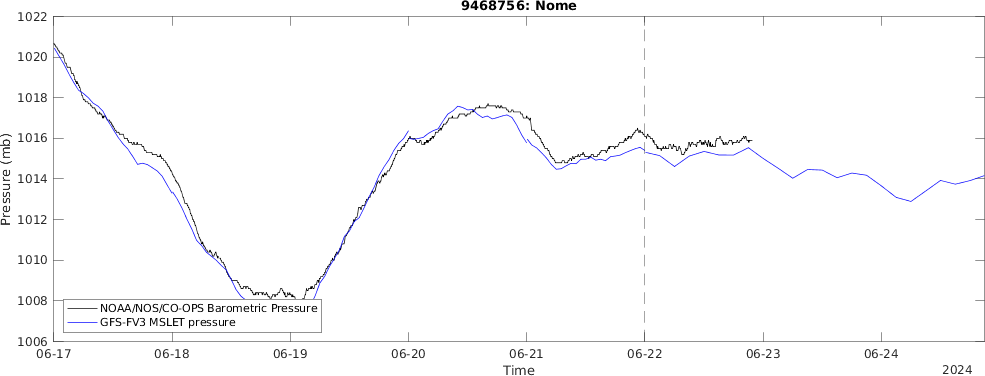 9468756: Nome
Pressure (mb)
1022
1020
1018
1016
1014
1012
1010
1008
1006
NOAA/NOS/CO-OPS Barometric Pressure
GFS-FV3 MSLET pressure
06-17 06-18 06-19 06-20 06-21 06-22 06-23 06-24
Time
2024